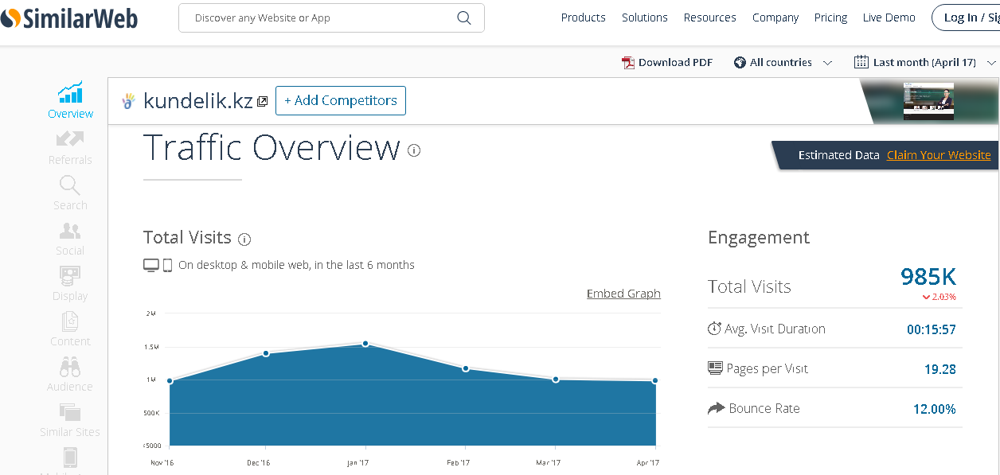 SimilarWeb
Discover any Website or App
Products Solutions Resources Company Pricing Live Demo Log In / Sig
Download PDF All countries Last month (April 17)
Overview
Referrals
Search
Social
Display
Content
Audience
Similar Sites
kundelik.kz + Add Competitors
Traffic Overview
Estimated Data Claim Your Website
Total Visits
On desktop & mobile web, in the last 6 months
Embed Graph
2M
1.5M
1M
500K
<5000
Nov '16 Dec '16 Jan '17 Feb '17 Mar '17 Apr '17
Engagement
Total Visits 985K
2.03%
Avg. Visit Duration 00:15:57
Pages per Visit 19.28
Bounce Rate 12.00%